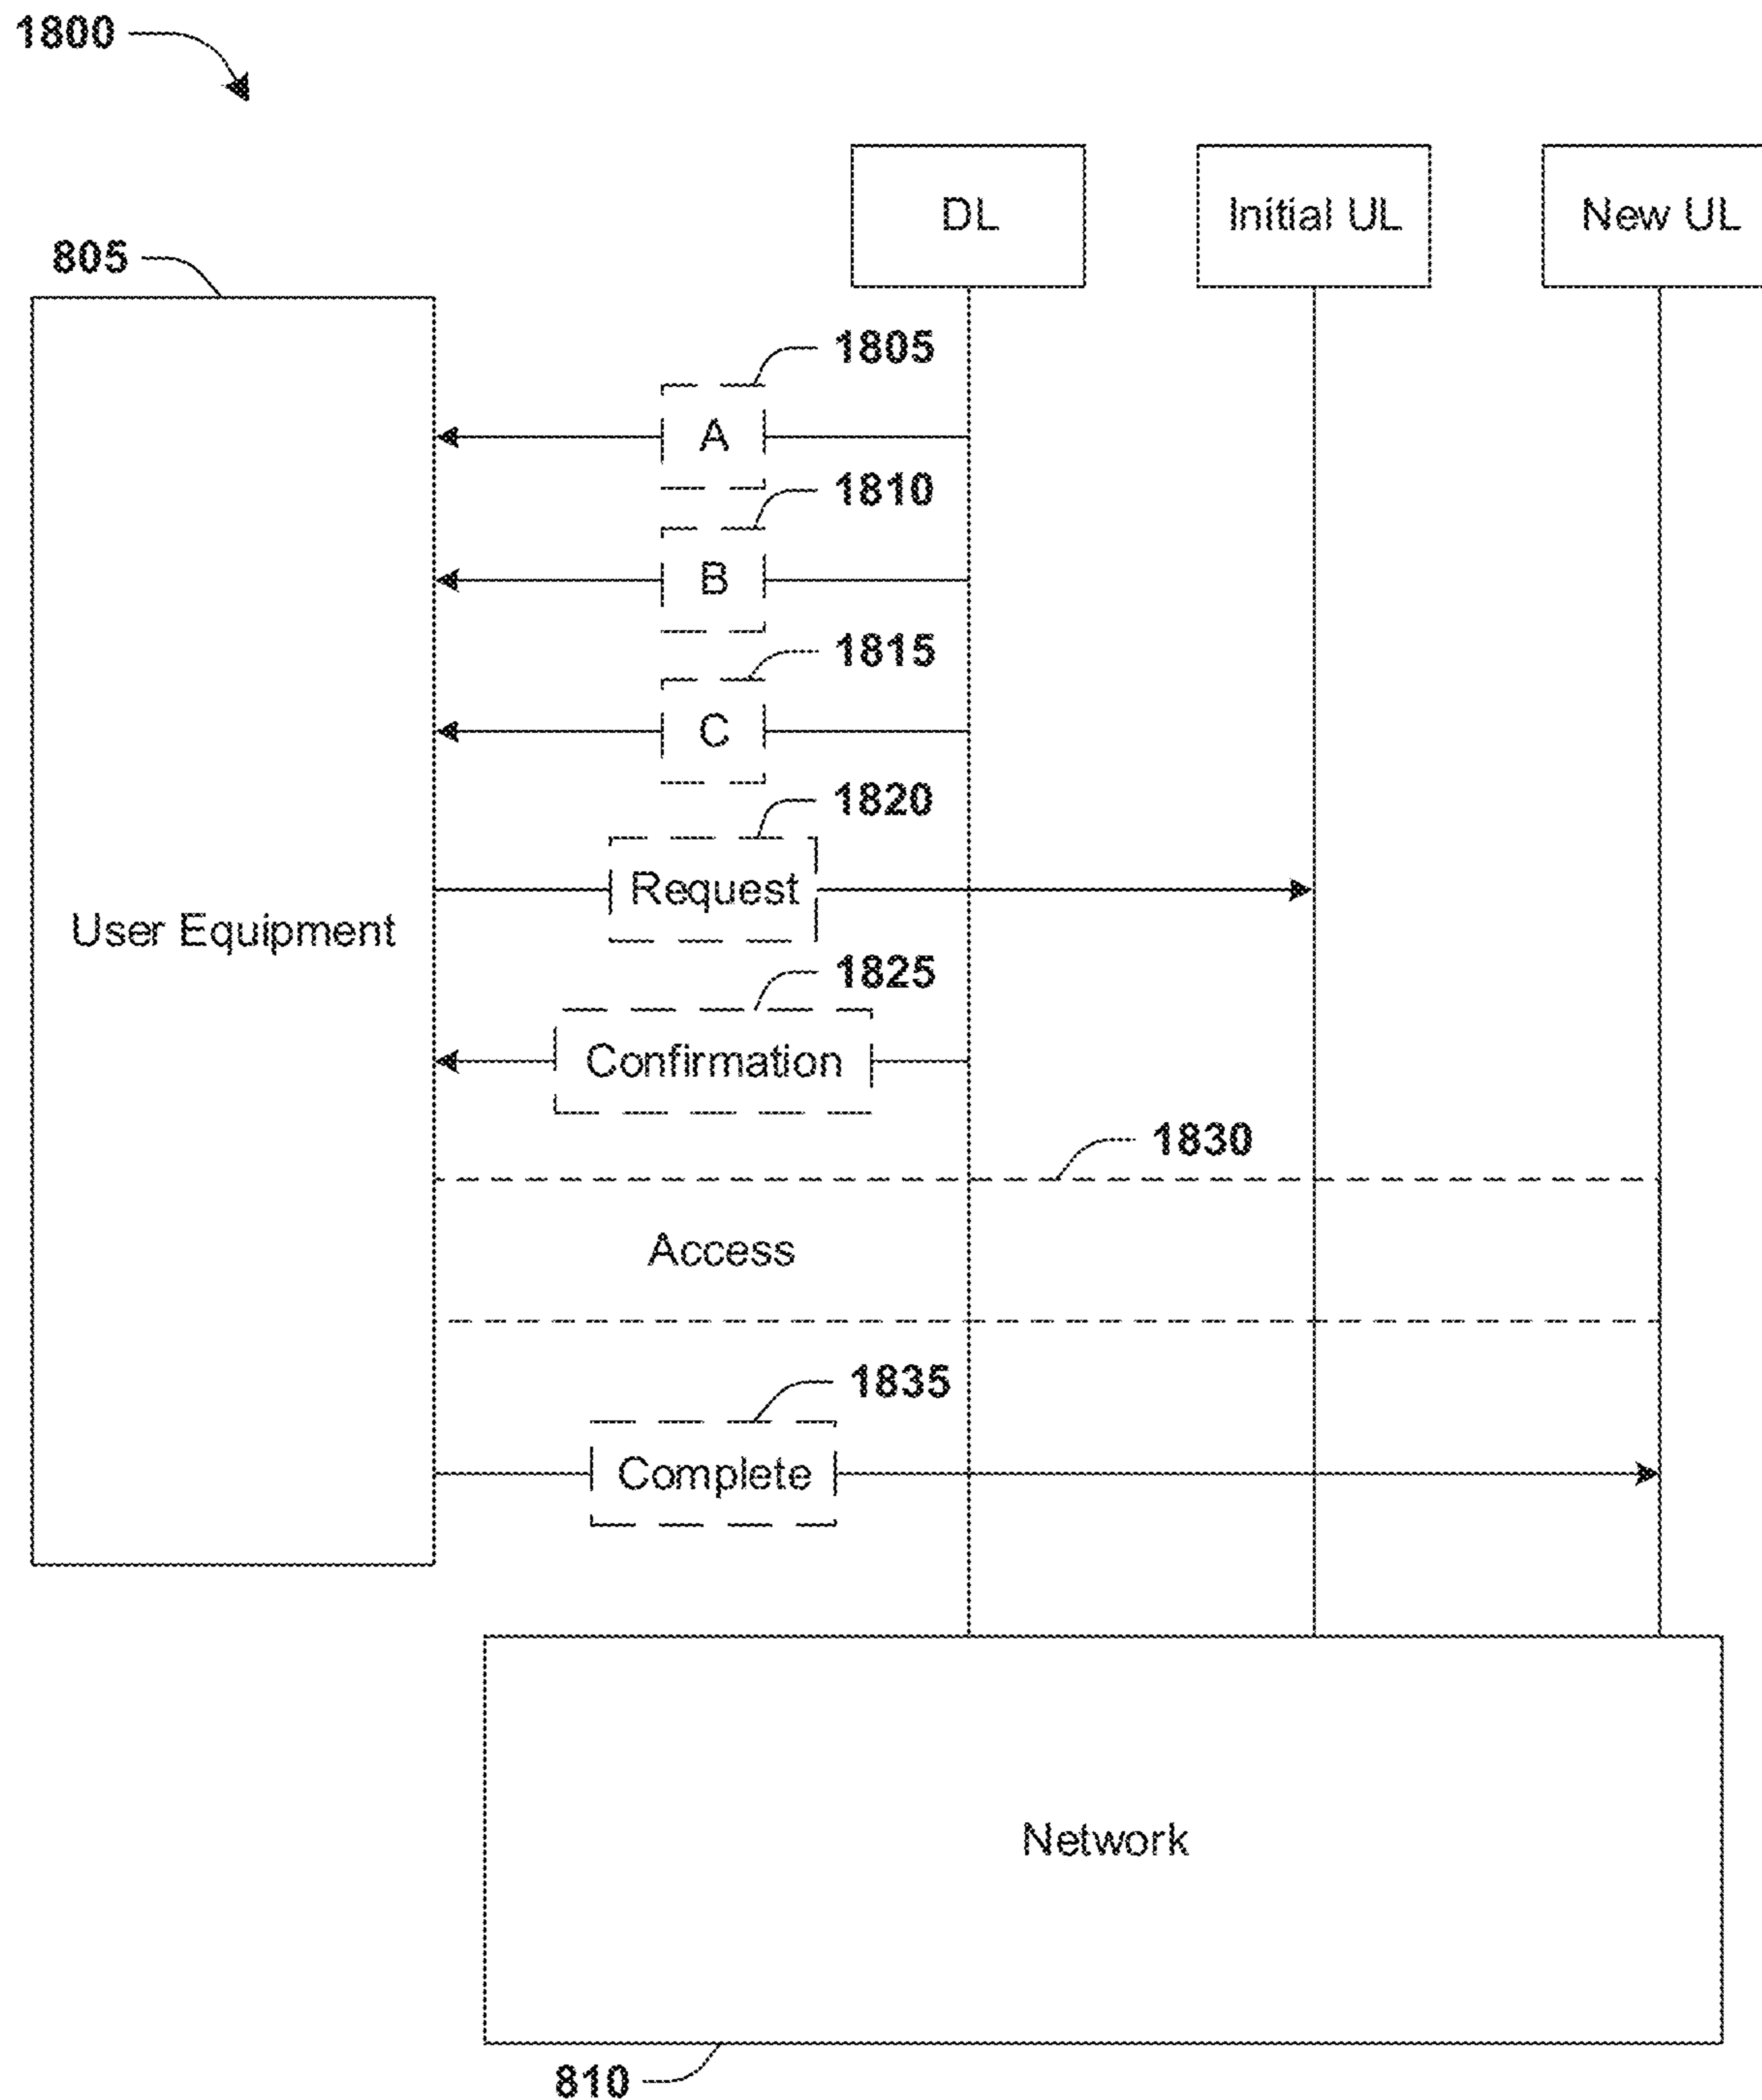 1800
DL
Initial UL
New UL
805
1805
A
1810
B
1815
C
1820
Request
User Equipment
1825
Confirmation
1830
Access
1835
Complete
Network
810